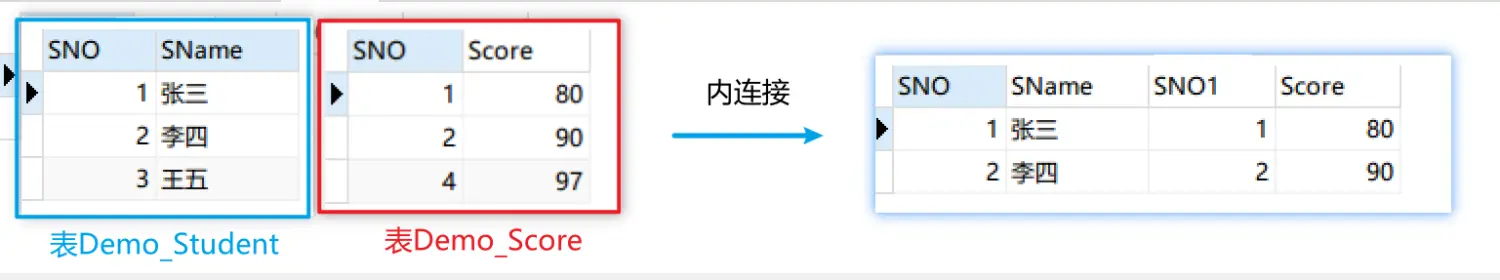 SNO SName
1 张三
2 李四
3 王五
表Demo_Student
SNO Score
1 80
2 90
4 97
表Demo_Score
内连接
SNO SName SNO1 Score
1 张三 1 80
2 李四 2 90